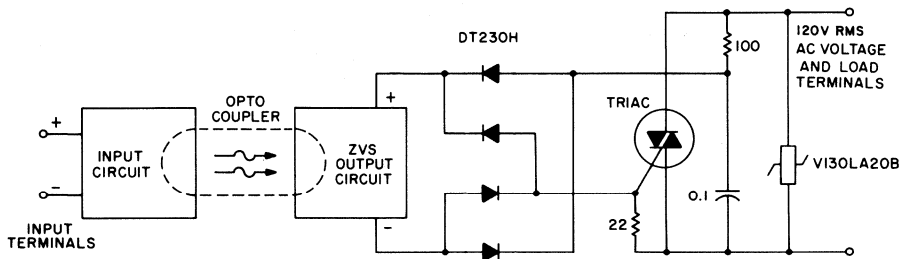 DT230H
100
120V RMS
AC VOLTAGE
AND LOAD
TERMINALS
OPTO
COUPLER
+
TRIAC
+
INPUT
CIRCUIT
ZVS
OUTPUT
CIRCUIT
V130LA20B
-
0.1
-
22
INPUT
TERMINALS